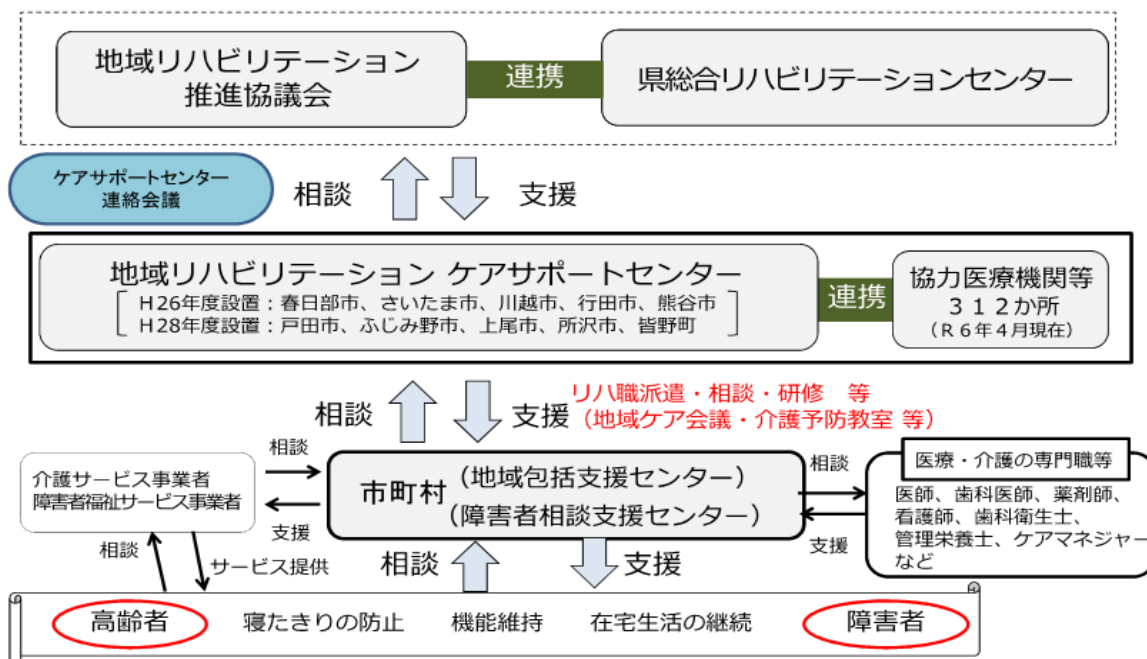 地域リハビリテーション
推進協議会
連携
県総合リハビリテーションセンター
ケアサポートセンター
連絡会議
相談
支援
地域リハビリテーション ケアサポートセンター
H26年度設置：春日部市、さいたま市、川越市、行田市、熊谷市
H28年度設置：戸田市、ふじみ野市、上尾市、所沢市、皆野町
連携
協力医療機関等
３１２か所
（R６年４月現在）
相談
支援
リハ職派遣・相談・研修　等
（地域ケア会議・介護予防教室 等）
介護サービス事業者
障害者福祉サービス事業者
相談
支援
市町村
（地域包括支援センター）
（障害者相談支援センター）
相談
支援
医療・介護の専門職等
医師、歯科医師、薬剤師、
看護師、歯科衛生士、
管理栄養士、ケアマネジャー
など
相談
サービス提供
相談
支援
高齢者
寝たきりの防止
機能維持
在宅生活の継続
障害者